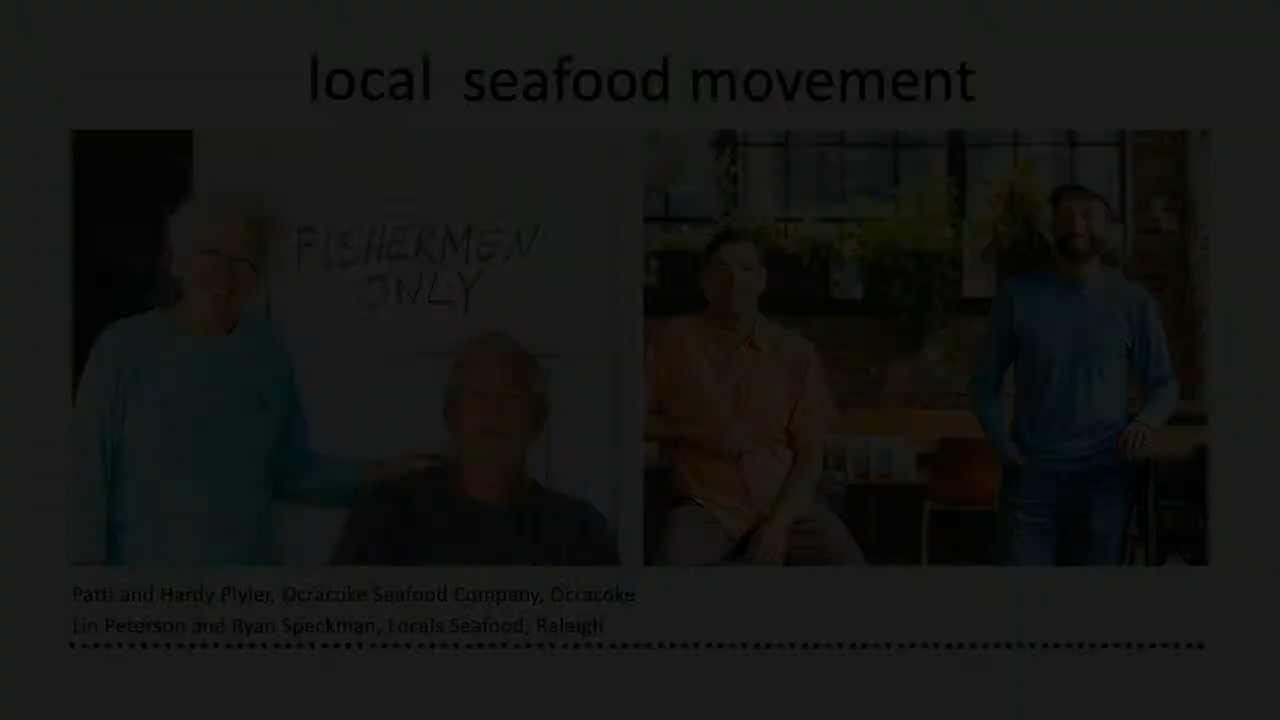 local seafood movement
FISHERMEN
ONLY
Patti and Hardy Plyler, Ocracoke Seafood Company, Ocracoke
Lin Peterson and Ryan Speckman, Locals Seafood, Raleigh